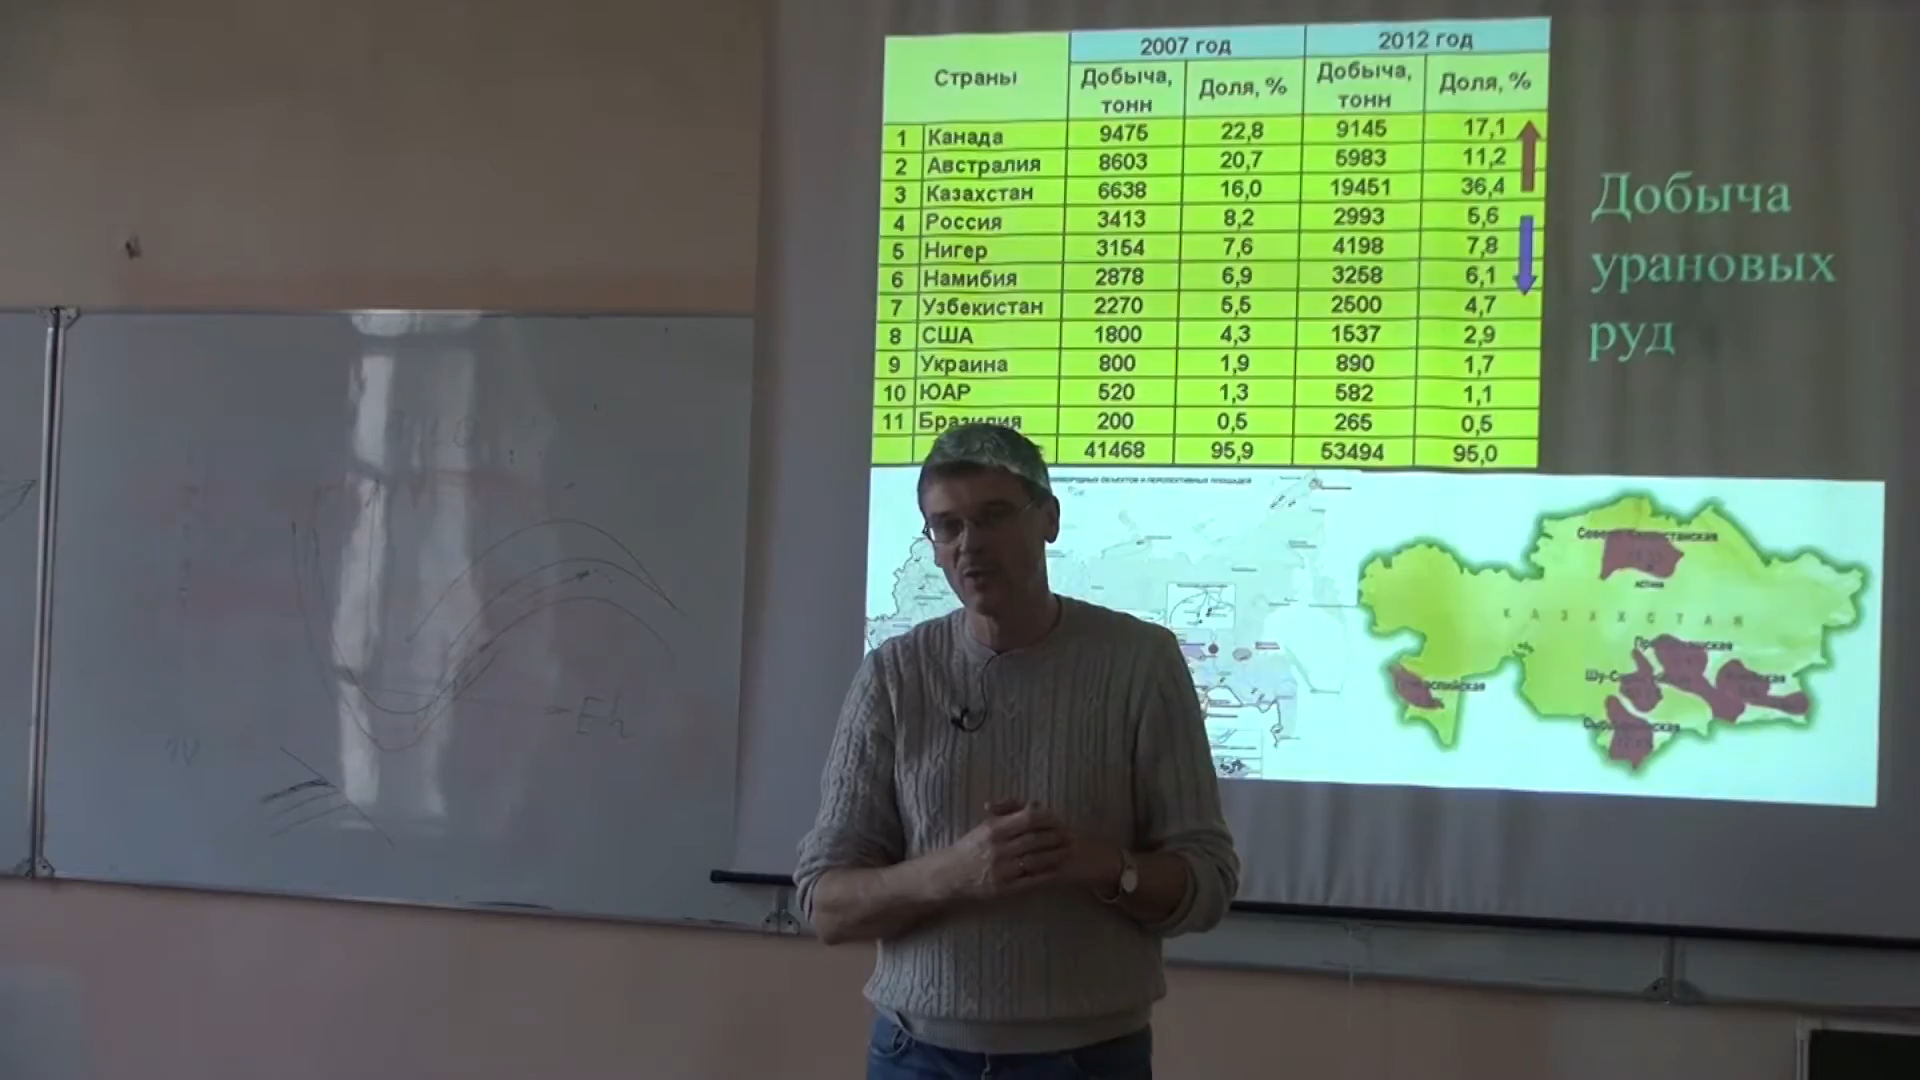 Страны 2007 год 2012 год
Добыча, тонн Доля, % Добыча, тонн Доля, %
1 Канада 9475 22,8 9145 17,1
2 Австралия 8603 20,7 5983 11,2
3 Казахстан 6638 16,0 19451 36,4
4 Россия 3413 8,2 2993 5,6
5 Нигер 3154 7,6 4198 7,8
6 Намибия 2878 6,9 3258 6,1
7 Узбекистан 2270 5,5 2500 4,7
8 США 1800 4,3 1537 2,9
9 Украина 800 1,9 890 1,7
10 ЮАР 520 1,3 582 1,1
11 Бразилия 200 0,5 265 0,5
41468 95,9 53494 95,0
Добыча
урановых
руд
КАЗАХСТАН
Eh